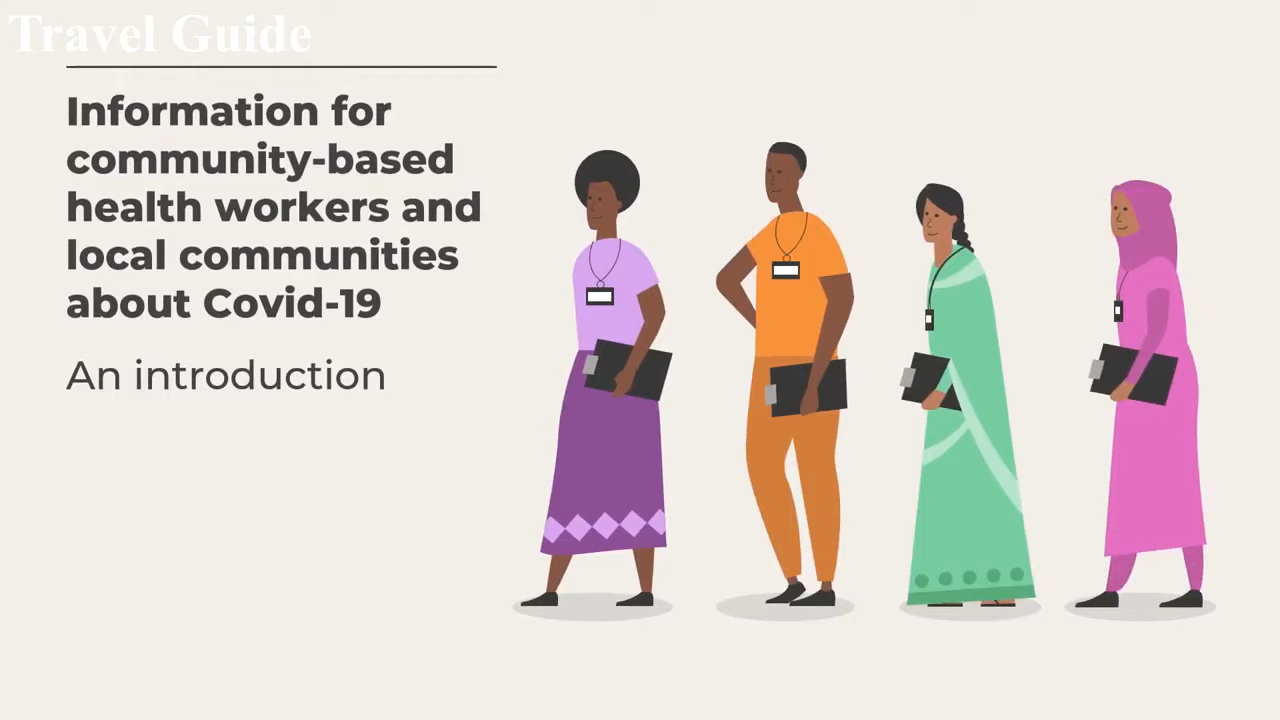 Travel Guide
Information for
community-based
health workers and
local communities
about Covid-19
An introduction